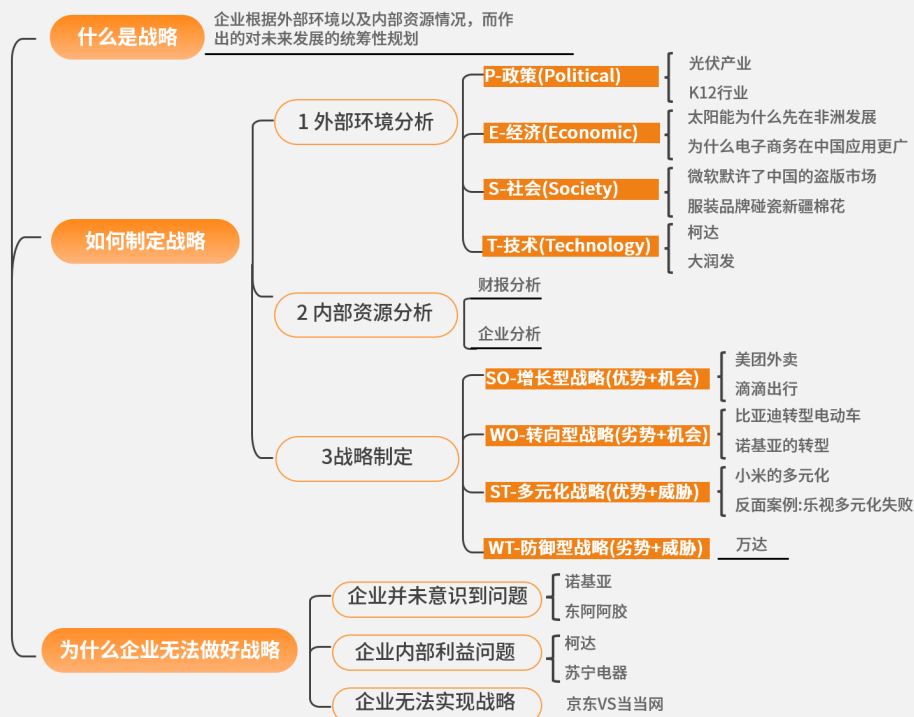 什么是战略
企业根据外部环境以及内部资源情况，而作
出的对未来发展的统筹性规划
如何制定战略
1 外部环境分析
P-政策(Political)
光伏产业
K12行业
E-经济(Economic)
太阳能为什么先在非洲发展
为什么电子商务在中国应用更广
S-社会(Society)
微软默许了中国的盗版市场
服装品牌碰瓷新疆棉花
T-技术(Technology)
柯达
大润发
2 内部资源分析
财报分析
企业分析
3战略制定
SO-增长型战略(优势+机会)
美团外卖
滴滴出行
WO-转向型战略(劣势+机会)
比亚迪转型电动车
诺基亚的转型
ST-多元化战略(优势+威胁)
小米的多元化
反面案例:乐视多元化失败
WT-防御型战略(劣势+威胁)
万达
为什么企业无法做好战略
企业并未意识到问题
诺基亚
东阿阿胶
企业内部利益问题
柯达
苏宁电器
企业无法实现战略
京东VS当当网